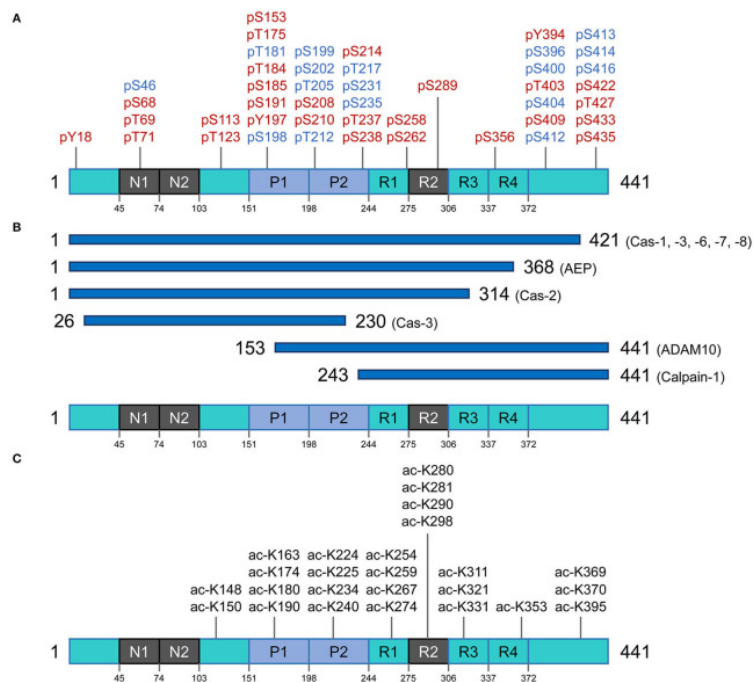 A
pS153
pT175
pT181 pS199 pS214 pY394 pS413
pT184 pS202 pT217 pS396 pS414
pS46 pS185 pT205 pS231 pS289 pS400 pS416
pS68 pS191 pS208 pS235 pT403 pS422
pT69 pS113 pY197 pS210 pT237 pS258 pS404 pT427
pY18 pT71 pT123 pS198 pT212 pS238 pS262 pS356 pS409 pS433
pS412 pS435
1 N1 N2 P1 P2 R1 R2 R3 R4 441
45 74 103 151 198 244 275 306 337 372
B
1 421 (Cas-1, -3, -6, -7, -8)
1 368 (AEP)
1 314 (Cas-2)
26 230 (Cas-3)
153 441 (ADAM10)
243 441 (Calpain-1)
1 N1 N2 P1 P2 R1 R2 R3 R4 441
45 74 103 151 198 244 275 306 337 372
C
ac-K280
ac-K281
ac-K290
ac-K298
ac-K163 ac-K224 ac-K254
ac-K174 ac-K225 ac-K259 ac-K311 ac-K369
ac-K148 ac-K180 ac-K234 ac-K267 ac-K321 ac-K370
ac-K150 ac-K190 ac-K240 ac-K274 ac-K331 ac-K353 ac-K395
1 N1 N2 P1 P2 R1 R2 R3 R4 441
45 74 103 151 198 244 275 306 337 372